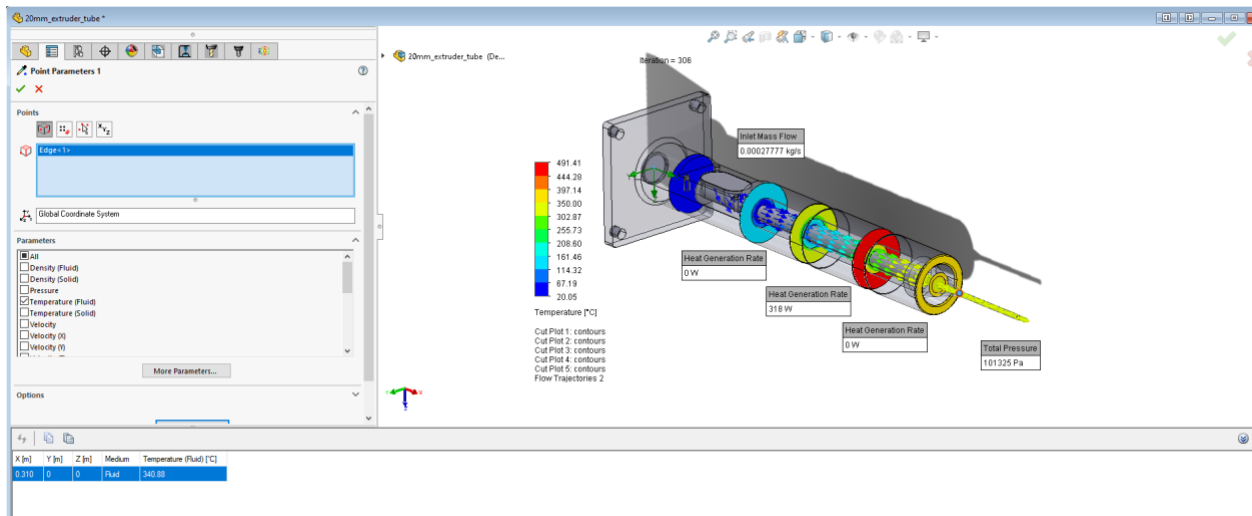 20mm_extruder_tube *
Point Parameters 1
Points
Edge<1>
Global Coordinate System
Parameters
All
Density (Fluid)
Density (Solid)
Pressure
Temperature (Fluid)
Temperature (Solid)
Velocity
Velocity (X)
Velocity (Y)
More Parameters...
Options
20mm_extruder_tube (De...
Iteration = 306
Inlet Mass Flow
0.00027777 kg/s
491.41
444.28
397.14
350.00
302.87
255.73
208.60
161.46
114.32
67.19
20.05
Temperature [°C]
Cut Plot 1: contours
Cut Plot 2: contours
Cut Plot 3: contours
Cut Plot 4: contours
Cut Plot 5: contours
Flow Trajectories 2
Heat Generation Rate
0 W
Heat Generation Rate
318 W
Heat Generation Rate
0 W
Total Pressure
101325 Pa
X [m] Y [m] Z [m] Medium Temperature (Fluid) [°C]
0.310 0 0 Fluid 340.88